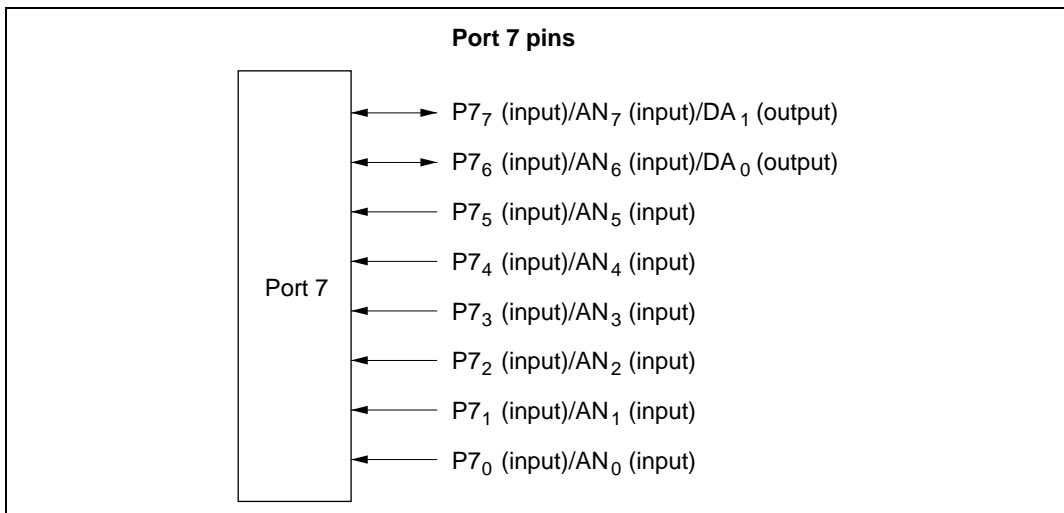 Port 7 pins
P7₇ (input)/AN₇ (input)/DA₁ (output)
P7₆ (input)/AN₆ (input)/DA₀ (output)
P7₅ (input)/AN₅ (input)
P7₄ (input)/AN₄ (input)
Port 7
P7₃ (input)/AN₃ (input)
P7₂ (input)/AN₂ (input)
P7₁ (input)/AN₁ (input)
P7₀ (input)/AN₀ (input)